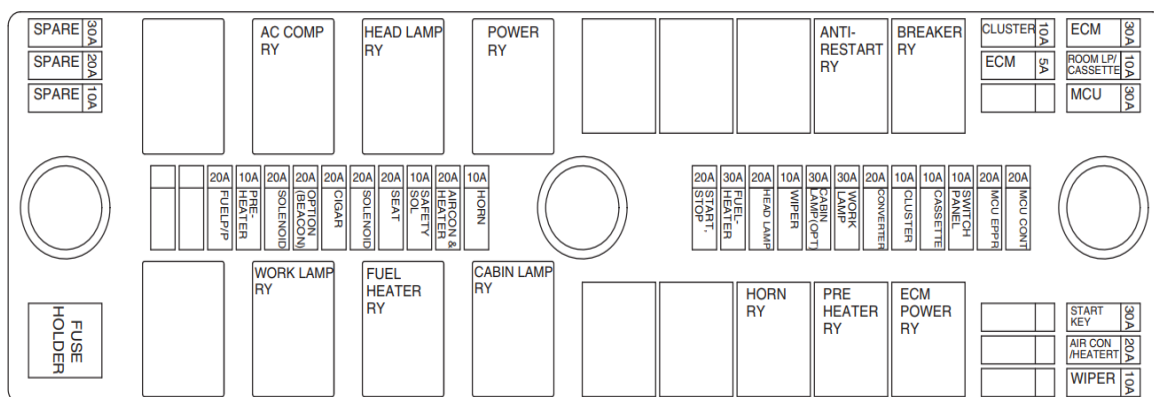 SPARE 30A
SPARE 20A
SPARE 10A
AC COMP
RY
HEAD LAMP
RY
POWER
RY
ANTI-
RESTART
RY
BREAKER
RY
CLUSTER 10A
ECM 5A
ECM 30A
ROOM LP/
CASSETTE 10A
MCU 30A
20A FUELP/P
10A PRE-
HEATER
20A SOLENOID
20A OPTION
(BEACON)
20A CIGAR
20A SOLENOID
20A SEAT
10A SAFETY
SOL
20A AIRCON &
HEATER
10A HORN
20A START,
STOP
30A FUEL-
HEATER
20A HEAD LAMP
10A WIPER
30A CABIN
LAMP(OPT)
30A WORK
LAMP
20A CONVERTER
10A CLUSTER
10A CASSETTE
10A SWITCH
PANEL
20A MCU EPPR
20A MCU CONT
FUSE
HOLDER
WORK LAMP
RY
FUEL
HEATER
RY
CABIN LAMP
RY
HORN
RY
PRE
HEATER
RY
ECM
POWER
RY
START
KEY 30A
AIR CON
/HEATERT 20A
WIPER 10A